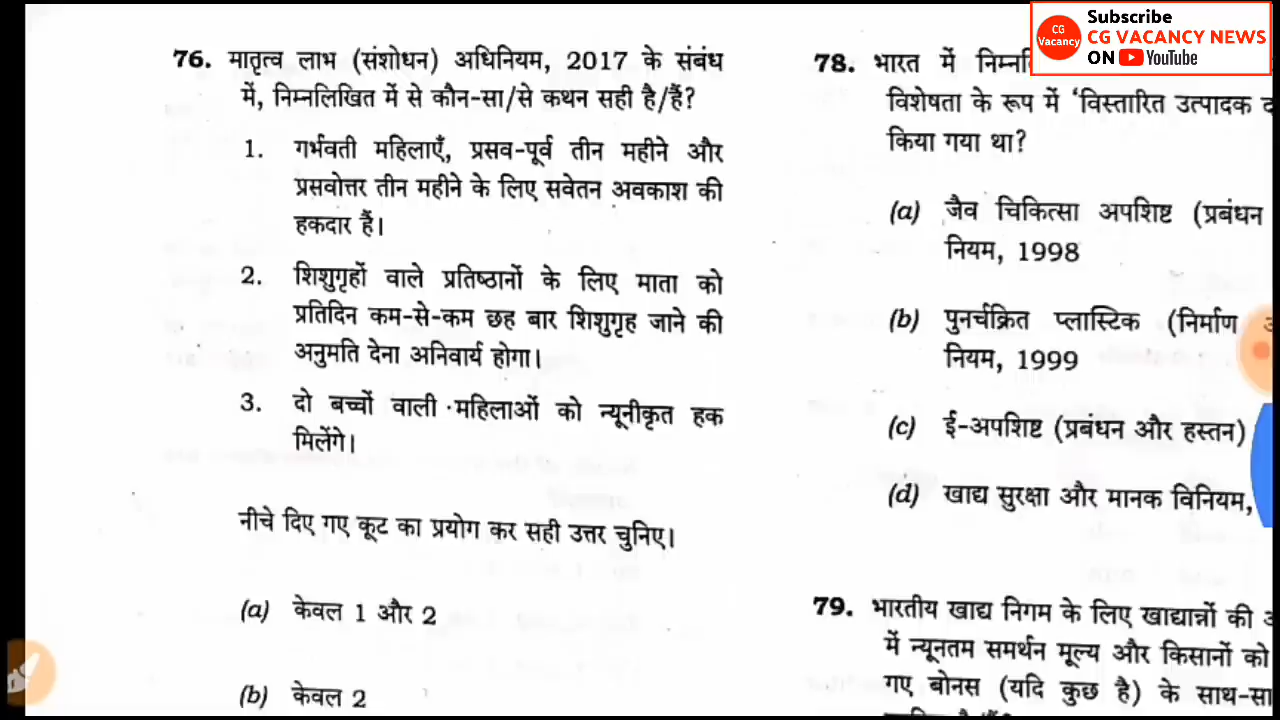 Subscribe
CG VACANCY NEWS
ON YouTube
CG
Vacancy
76. मातृत्व लाभ (संशोधन) अधिनियम, 2017 के संबंध
में, निम्नलिखित में से कौन-सा/से कथन सही है/हैं?
1. गर्भवती महिलाएँ, प्रसव-पूर्व तीन महीने और
प्रसवोत्तर तीन महीने के लिए सवेतन अवकाश की
हकदार हैं।
2. शिशुगृहों वाले प्रतिष्ठानों के लिए माता को
प्रतिदिन कम-से-कम छह बार शिशुगृह जाने की
अनुमति देना अनिवार्य होगा।
3. दो बच्चों वाली महिलाओं को न्यूनीकृत हक
मिलेंगे।
नीचे दिए गए कूट का प्रयोग कर सही उत्तर चुनिए।
(a) केवल 1 और 2
(b) केवल 2
78. भारत में
विशेषता के रूप में ‘विस्तारित उत्पादक
किया गया था?
(a) जैव चिकित्सा अपशिष्ट (प्रबंधन
नियम, 1998
(b) पुनर्चक्रित प्लास्टिक (निर्माण
नियम, 1999
(c) ई-अपशिष्ट (प्रबंधन और हस्तन)
(d) खाद्य सुरक्षा और मानक विनियम,
79. भारतीय खाद्य निगम के लिए खाद्यान्नों की
में न्यूनतम समर्थन मूल्य और किसानों को
गए बोनस (यदि कुछ है) के